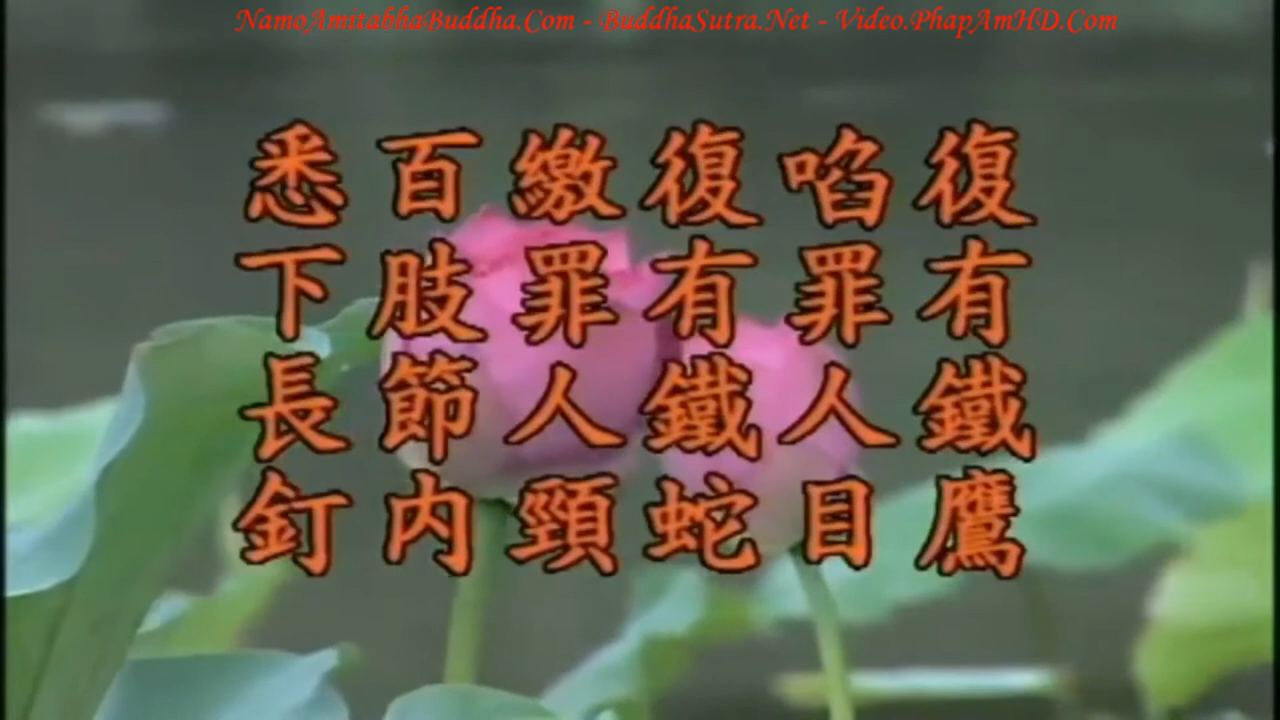 NamoAmitabhaBuddha.Com - BuddhaSutra.Net - Video.PhapAmHD.Com
復有鐵鷹
啗罪人目
復有鐵蛇
繳罪人頸
百肢節內
悉下長釘